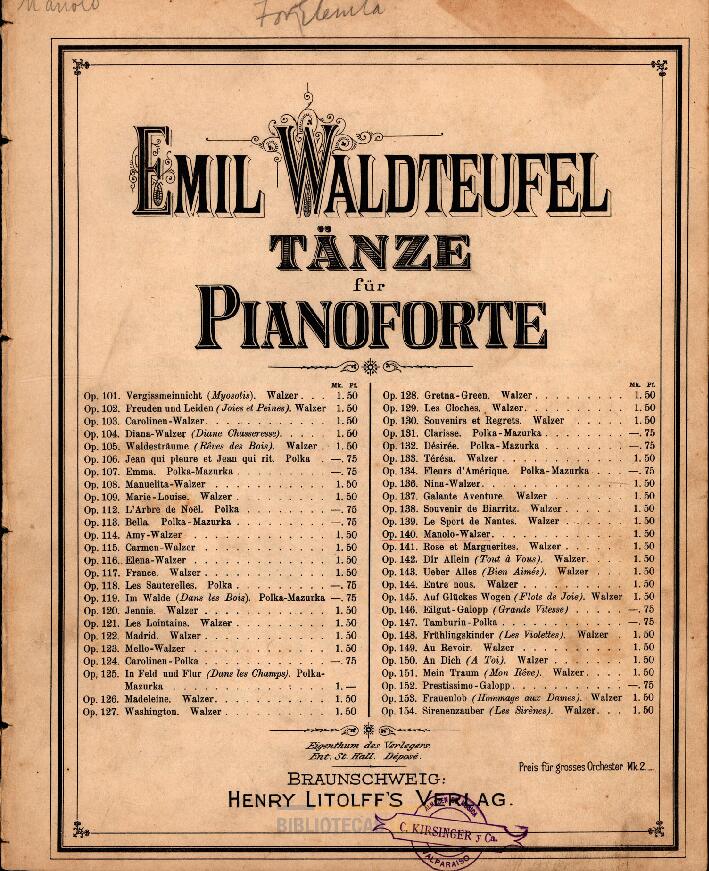 Manolo
EMIL WALDTEUFEL
TÄNZE
für
PIANOFORTE
Mk. Pf.
Op. 101. Vergissmeinnicht (Myosotis). Walzer . . . 1. 50
Op. 102. Freuden und Leiden (Joies et Peines). Walzer 1. 50
Op. 103. Carolinen-Walzer . . . 1. 50
Op. 104. Diana-Walzer (Diane Chasseresse) . . . 1. 50
Op. 105. Waldesträume (Rêves des Bois). Walzer . 1. 50
Op. 106. Jean qui pleure et Jean qui rit. Polka —. 75
Op. 107. Emma. Polka-Mazurka . . . —. 75
Op. 108. Manuelita-Walzer . . . 1. 50
Op. 109. Marie-Louise. Walzer . . . 1. 50
Op. 112. L'Arbre de Noël. Polka . . . —. 75
Op. 113. Bella. Polka-Mazurka . . . —. 75
Op. 114. Amy-Walzer . . . 1. 50
Op. 115. Carmen-Walzer . . . 1. 50
Op. 116. Elena-Walzer . . . 1. 50
Op. 117. France. Walzer . . . 1. 50
Op. 118. Les Sauterelles. Polka . . . —. 75
Op. 119. Im Walde (Dans les Bois). Polka-Mazurka —. 75
Op. 120. Jennie. Walzer . . . 1. 50
Op. 121. Les Lointains. Walzer . . . 1. 50
Op. 122. Madrid. Walzer . . . 1. 50
Op. 123. Mello-Walzer . . . 1. 50
Op. 124. Carolinen-Polka . . . —. 75
Op. 125. In Feld und Flur (Dans les Champs). Polka-
Mazurka . . . 1. —
Op. 126. Madeleine. Walzer . . . 1. 50
Op. 127. Washington. Walzer . . . 1. 50
Mk. Pf.
Op. 128. Gretna-Green. Walzer . . . 1. 50
Op. 129. Les Cloches. Walzer . . . 1. 50
Op. 130. Souvenirs et Regrets. Walzer . . . 1. 50
Op. 131. Clarisse. Polka-Mazurka . . . —. 75
Op. 132. Désirée. Polka-Mazurka . . . —. 75
Op. 133. Térésa. Walzer . . . 1. 50
Op. 134. Fleurs d'Amérique. Polka-Mazurka . . —. 75
Op. 136. Nina-Walzer . . . 1. 50
Op. 137. Galante Aventure. Walzer . . . 1. 50
Op. 138. Souvenir de Biarritz. Walzer . . . 1. 50
Op. 139. Le Sport de Nantes. Walzer . . . 1. 50
Op. 140. Manolo-Walzer . . . 1. 50
Op. 141. Rose et Marguerites. Walzer . . . 1. 50
Op. 142. Dir Allein (Tout à Vous). Walzer . . . 1. 50
Op. 143. Ueber Alles (Bien Aimés). Walzer . . . 1. 50
Op. 144. Entre nous. Walzer . . . 1. 50
Op. 145. Auf Glückes Wogen (Flots de Joie). Walzer 1. 50
Op. 146. Eilgut-Galopp (Grande Vitesse) . . . —. 75
Op. 147. Tamburin-Polka . . . —. 75
Op. 148. Frühlingskinder (Les Violettes). Walzer . 1. 50
Op. 149. Au Revoir. Walzer . . . 1. 50
Op. 150. An Dich (A Toi). Walzer . . . 1. 50
Op. 151. Mein Traum (Mon Rêve). Walzer . . . 1. 50
Op. 152. Prestissimo-Galopp . . . —. 75
Op. 153. Frauenlob (Hommage aux Dames). Walzer 1. 50
Op. 154. Sirenenzauber (Les Sirènes). Walzer . . . 1. 50
Eigenthum des Verlegers.
Ent. St. Hall. Déposé.
Preis für grosses Orchester Mk. 2. —
BRAUNSCHWEIG:
HENRY LITOLFF'S VERLAG.
BIBLIOTECA
C. KIRSINGER y Ca.
VALPARAISO